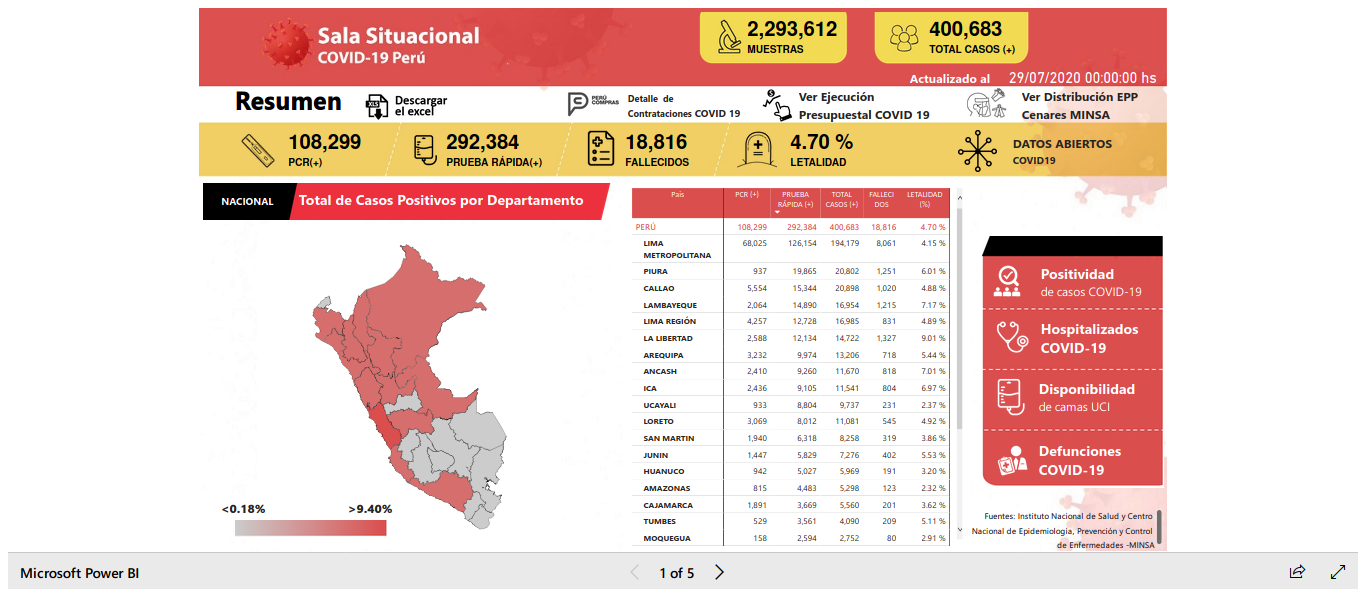 Sala Situacional
COVID-19 Perú
2,293,612
MUESTRAS
400,683
TOTAL CASOS (+)
Actualizado al 29/07/2020 00:00:00 hs
Resumen
XLS
Descargar
el excel
PERÚ
COMPRAS
Detalle de
Contrataciones COVID 19
Ver Ejecución
Presupuestal COVID 19
Ver Distribución EPP
Cenares MINSA
108,299
PCR(+)
292,384
PRUEBA RÁPIDA(+)
18,816
FALLECIDOS
4.70 %
LETALIDAD
DATOS ABIERTOS
COVID19
NACIONAL
Total de Casos Positivos por Departamento
<0.18%
>9.40%
País PCR (+) PRUEBA RÁPIDA (+) TOTAL CASOS (+) FALLECI DOS LETALIDAD (%)
PERÚ 108,299 292,384 400,683 18,816 4.70 %
LIMA METROPOLITANA 68,025 126,154 194,179 8,061 4.15 %
PIURA 937 19,865 20,802 1,251 6.01 %
CALLAO 5,554 15,344 20,898 1,020 4.88 %
LAMBAYEQUE 2,064 14,890 16,954 1,215 7.17 %
LIMA REGIÓN 4,257 12,728 16,985 831 4.89 %
LA LIBERTAD 2,588 12,134 14,722 1,327 9.01 %
AREQUIPA 3,232 9,974 13,206 718 5.44 %
ANCASH 2,410 9,260 11,670 818 7.01 %
ICA 2,436 9,105 11,541 804 6.97 %
UCAYALI 933 8,804 9,737 231 2.37 %
LORETO 3,069 8,012 11,081 545 4.92 %
SAN MARTIN 1,940 6,318 8,258 319 3.86 %
JUNIN 1,447 5,829 7,276 402 5.53 %
HUANUCO 942 5,027 5,969 191 3.20 %
AMAZONAS 815 4,483 5,298 123 2.32 %
CAJAMARCA 1,891 3,669 5,560 201 3.62 %
TUMBES 529 3,561 4,090 209 5.11 %
MOQUEGUA 158 2,594 2,752 80 2.91 %
Positividad
de casos COVID-19
Hospitalizados
COVID-19
Disponibilidad
de camas UCI
Defunciones
COVID-19
Fuentes: Instituto Nacional de Salud y Centro
Nacional de Epidemiología, Prevención y Control
de Enfermedades -MINSA
Microsoft Power BI
1 of 5